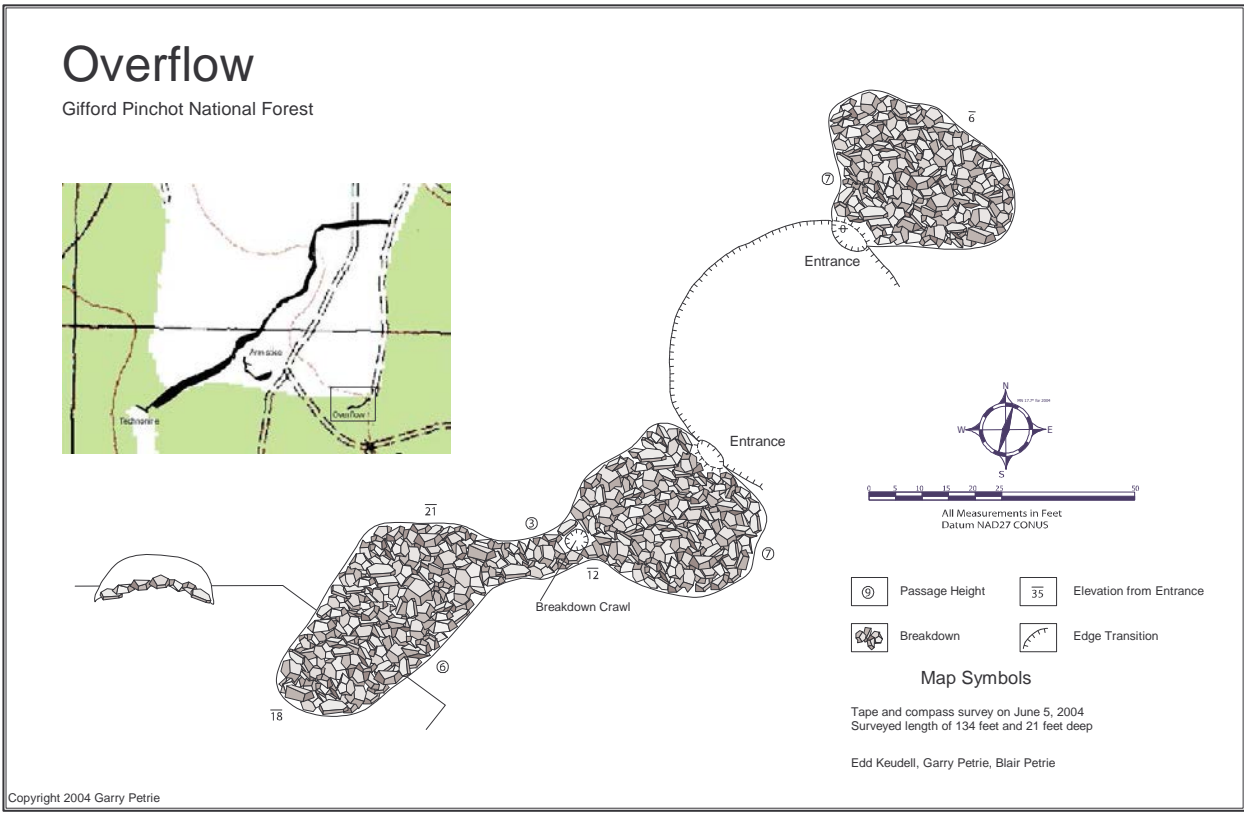 Overflow
Gifford Pinchot National Forest
6
7
0
Entrance
Overflow 1
N
W
E
S
Entrance
0 5 10 15 20 25 50
All Measurements in Feet
Datum NAD27 CONUS
21
3
12
7
Breakdown Crawl
6
18
9 Passage Height
35 Elevation from Entrance
Breakdown
Edge Transition
Map Symbols
Tape and compass survey on June 5, 2004
Surveyed length of 134 feet and 21 feet deep
Edd Keudell, Garry Petrie, Blair Petrie
Copyright 2004 Garry Petrie